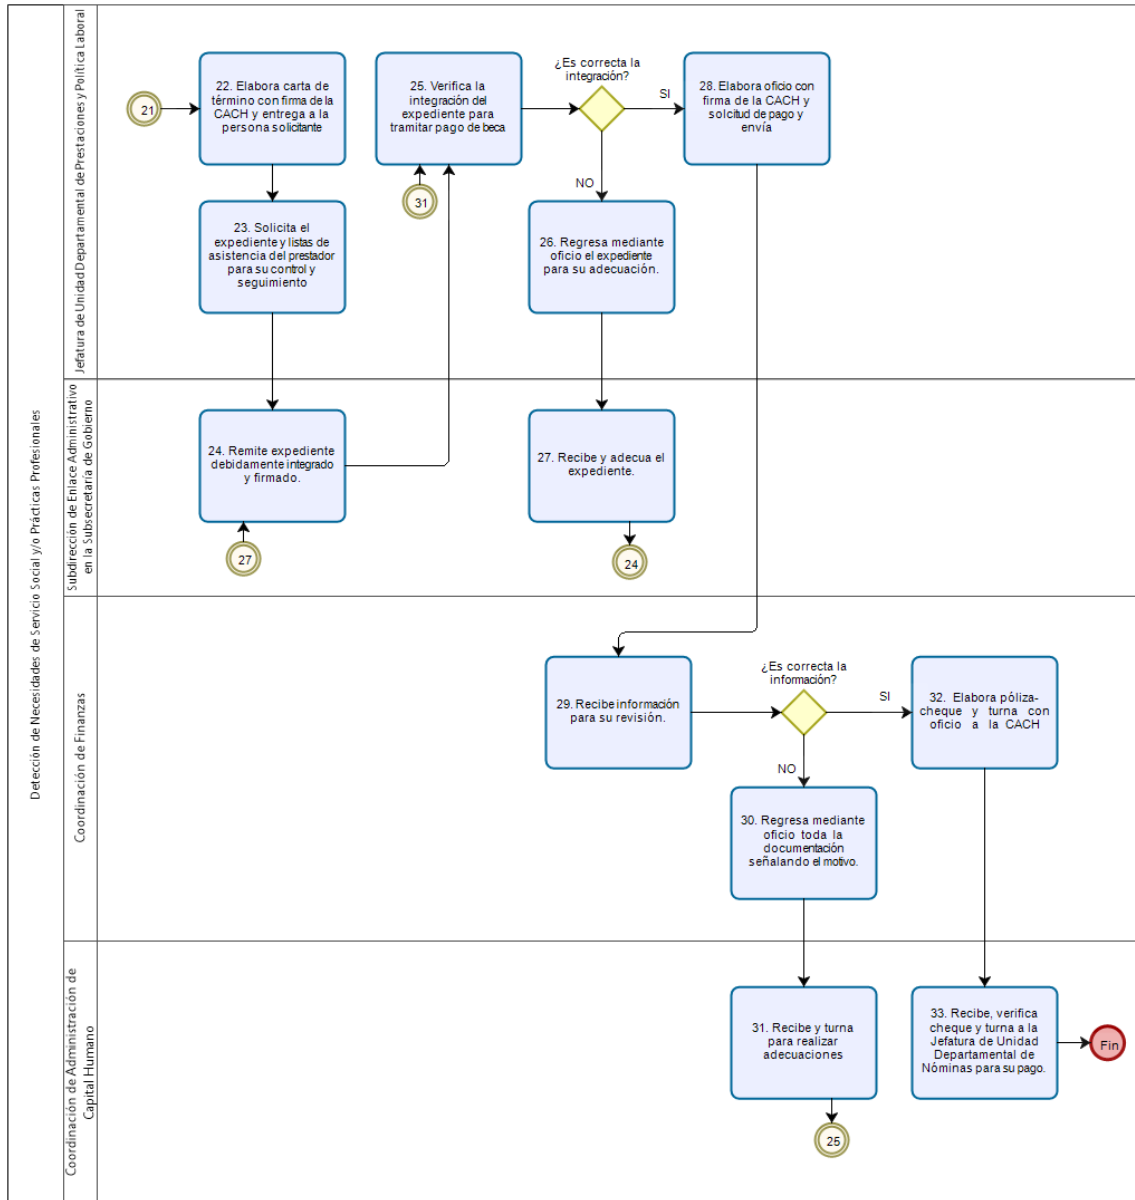 Detección de Necesidades de Servicio Social y/o Prácticas Profesionales
Jefatura de Unidad Departamental de Prestaciones y Política Laboral
21
22. Elabora carta de
término con firma de la
CACH y entrega a la
persona solicitante
23. Solicita el
expediente y listas de
asistencia del prestador
para su control y
seguimiento
25. Verifica la
integración del
expediente para
tramitar pago de beca
31
¿Es correcta la
integración?
SI
NO
26. Regresa mediante
oficio el expediente
para su adecuación.
28. Elabora oficio con
firma de la CACH y
solcitud de pago y
envía
Subdirección de Enlace Administrativo
en la Subsecretaría de Gobierno
24. Remite expediente
debidamente integrado
y firmado.
27
27. Recibe y adecua el
expediente.
24
Coordinación de Finanzas
29. Recibe información
para su revisión.
¿Es correcta la
información?
SI
NO
30. Regresa mediante
oficio toda la
documentación
señalando el motivo.
32. Elabora póliza-
cheque y turna con
oficio a la CACH
Coordinación de Administración de
Capital Humano
31. Recibe y turna
para realizar
adecuaciones
25
33. Recibe, verifica
cheque y turna a la
Jefatura de Unidad
Departamental de
Nóminas para su pago.
Fin